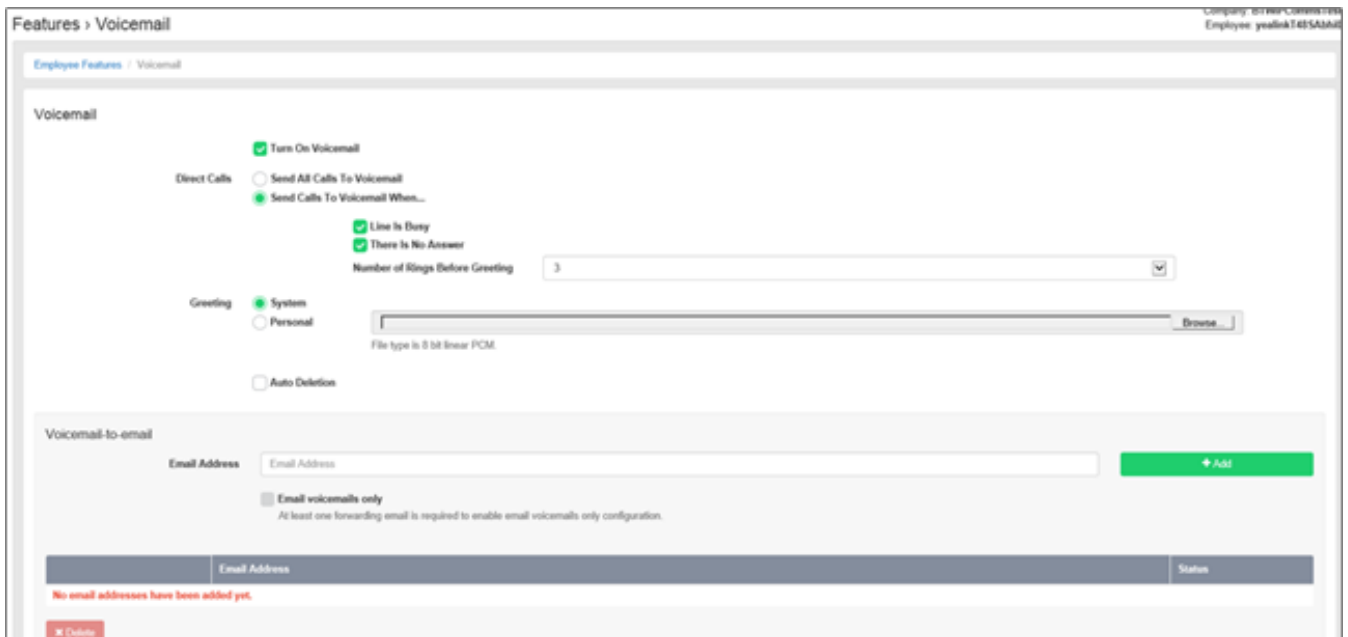 Features › Voicemail
Company:
Employee:
Employee Features / Voicemail
Voicemail
Turn On Voicemail
Direct Calls
Send All Calls To Voicemail
Send Calls To Voicemail When...
Line Is Busy
There Is No Answer
Number of Rings Before Greeting 3
Greeting
System
Personal
Browse...
File type is 8 bit linear PCM.
Auto Deletion
Voicemail-to-email
Email Address Email Address + Add
Email voicemails only
At least one forwarding email is required to enable email voicemails only configuration.
Email Address Status
No email addresses have been added yet.
× Delete